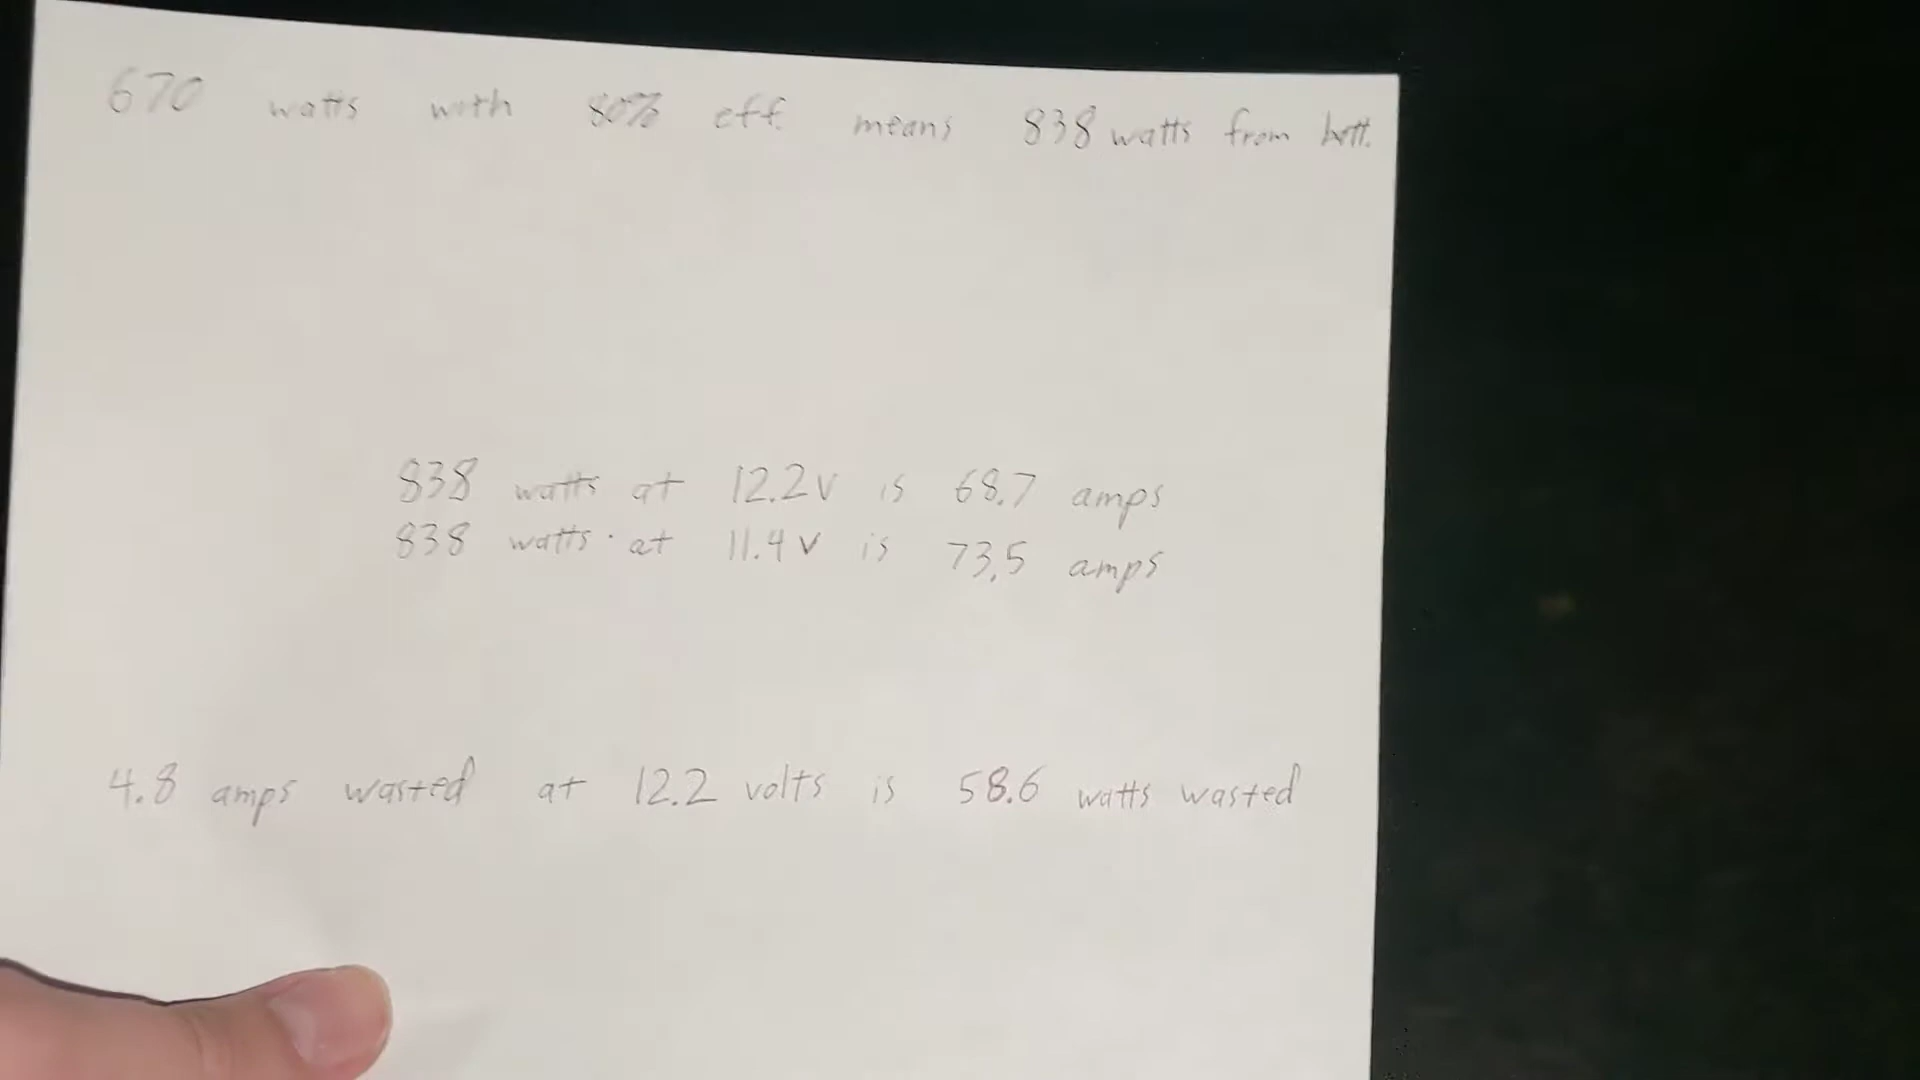 670 watts with 80% eff. means 838 watts from batt.
838 watts at 12.2v is 68.7 amps
838 watts at 11.4v is 73.5 amps
4.8 amps wasted at 12.2 volts is 58.6 watts wasted